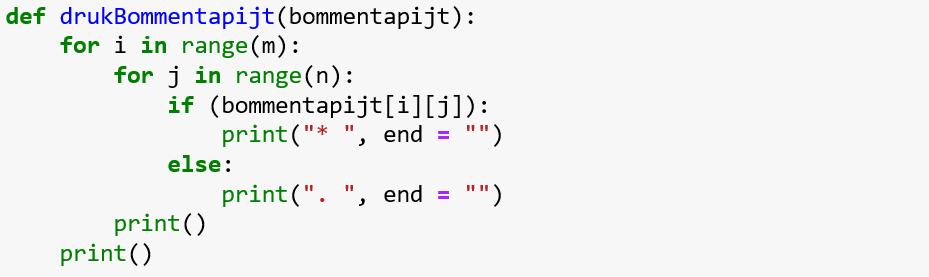 def drukBommentapijt(bommentapijt):
    for i in range(m):
        for j in range(n):
            if (bommentapijt[i][j]):
                print("* ", end = "")
            else:
                print(". ", end = "")
        print()
    print()